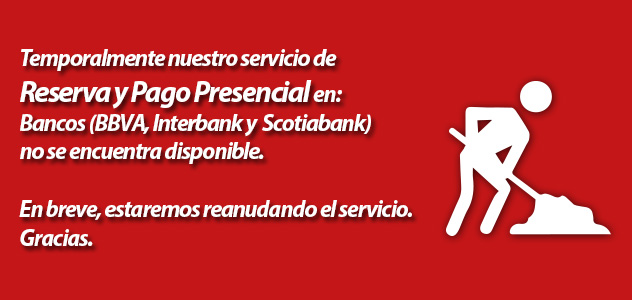 Temporalmente nuestro servicio de
Reserva y Pago Presencial en:
Bancos (BBVA, Interbank y Scotiabank)
no se encuentra disponible.
En breve, estaremos reanudando el servicio.
Gracias.